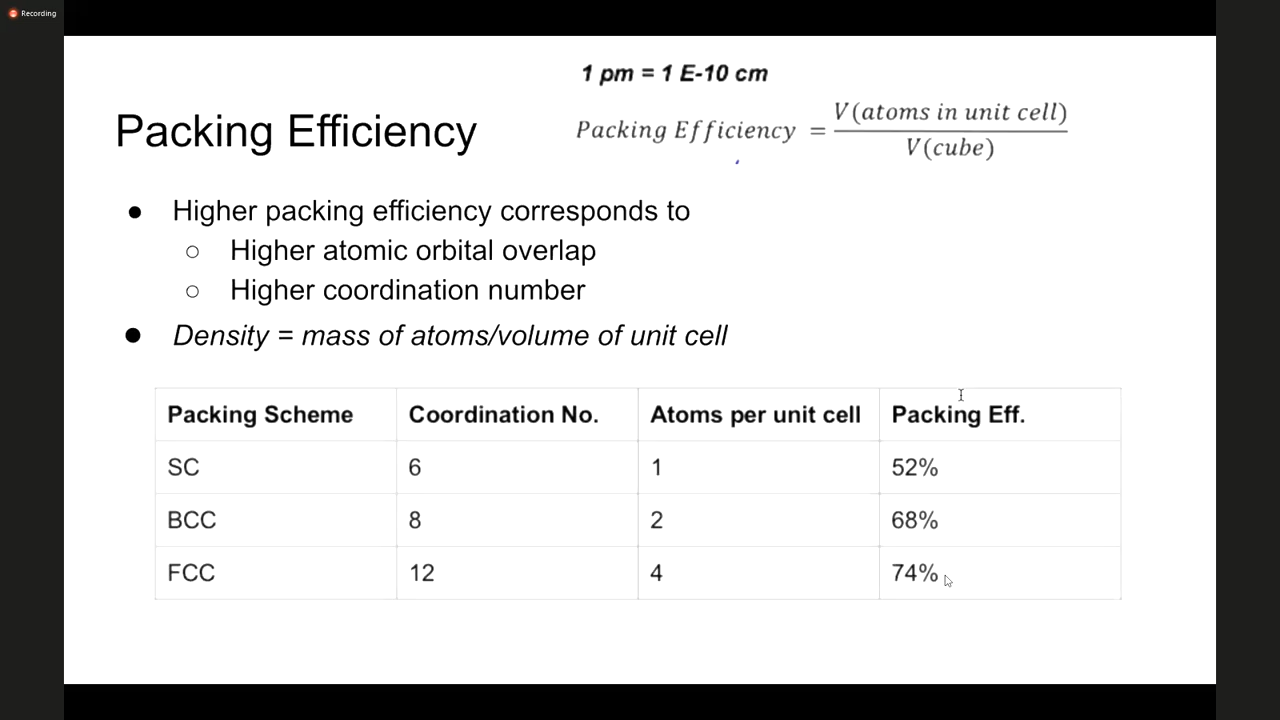 Recording
1 pm = 1 E-10 cm
Packing Efficiency
Packing Efficiency = V(atoms in unit cell) / V(cube)
● Higher packing efficiency corresponds to
○ Higher atomic orbital overlap
○ Higher coordination number
● Density = mass of atoms/volume of unit cell
Packing Scheme Coordination No. Atoms per unit cell Packing Eff.
SC 6 1 52%
BCC 8 2 68%
FCC 12 4 74%